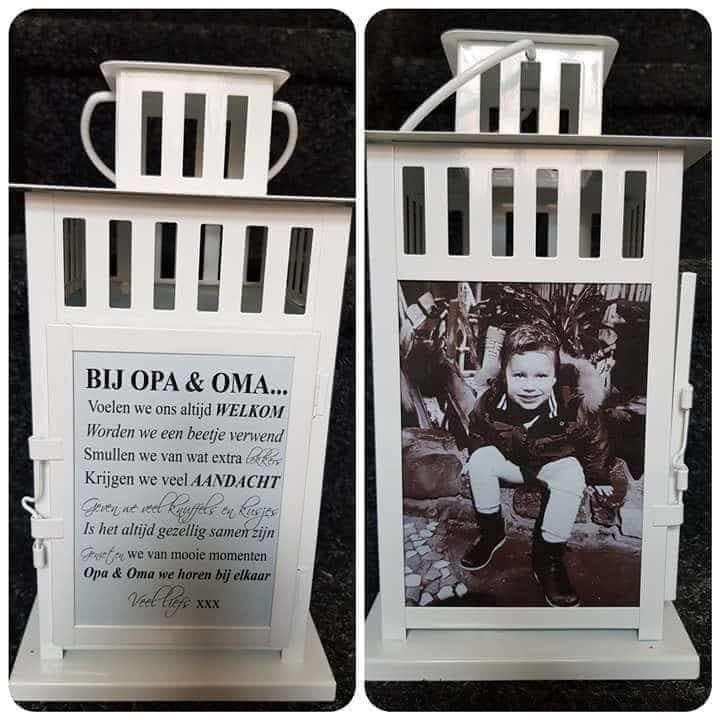 BIJ OPA & OMA...
Voelen we ons altijd WELKOM
Worden we een beetje verwend
Smullen we van wat extra lekkers
Krijgen we veel AANDACHT
Geven we veel knuffels en kusjes
Is het altijd gezellig samen zijn
Genieten we van mooie momenten
Opa & Oma we horen bij elkaar
Veel liefs xxx